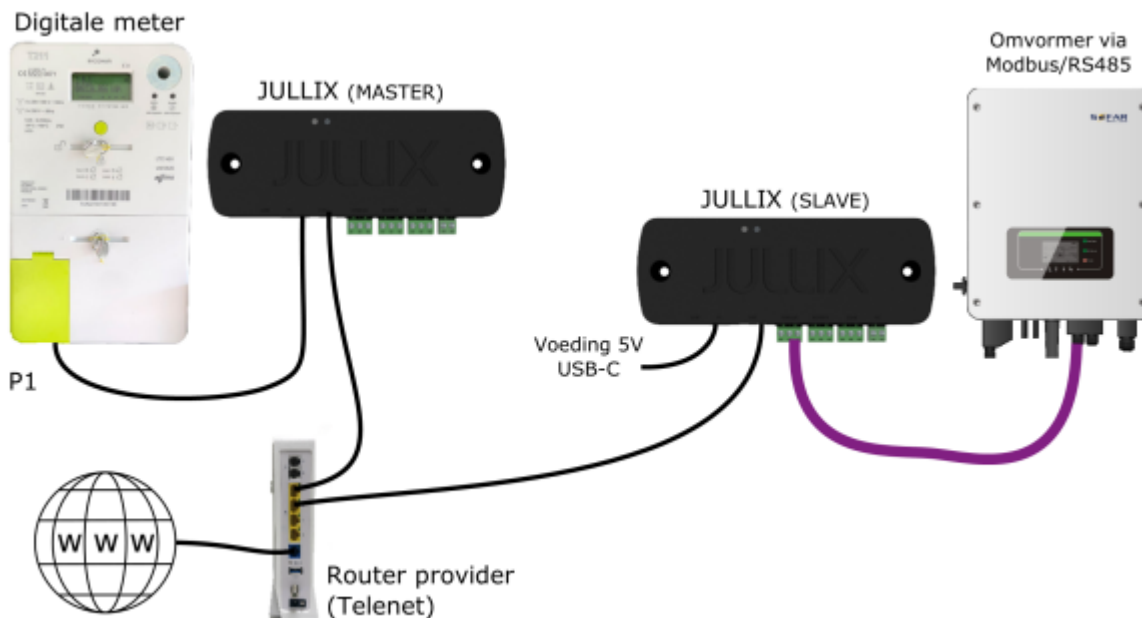 Digitale meter
JULLIX (MASTER)
JULLIX
Omvormer via
Modbus/RS485
SOFAR
JULLIX (SLAVE)
JULLIX
Voeding 5V
USB-C
P1
W W W
Router provider
(Telenet)